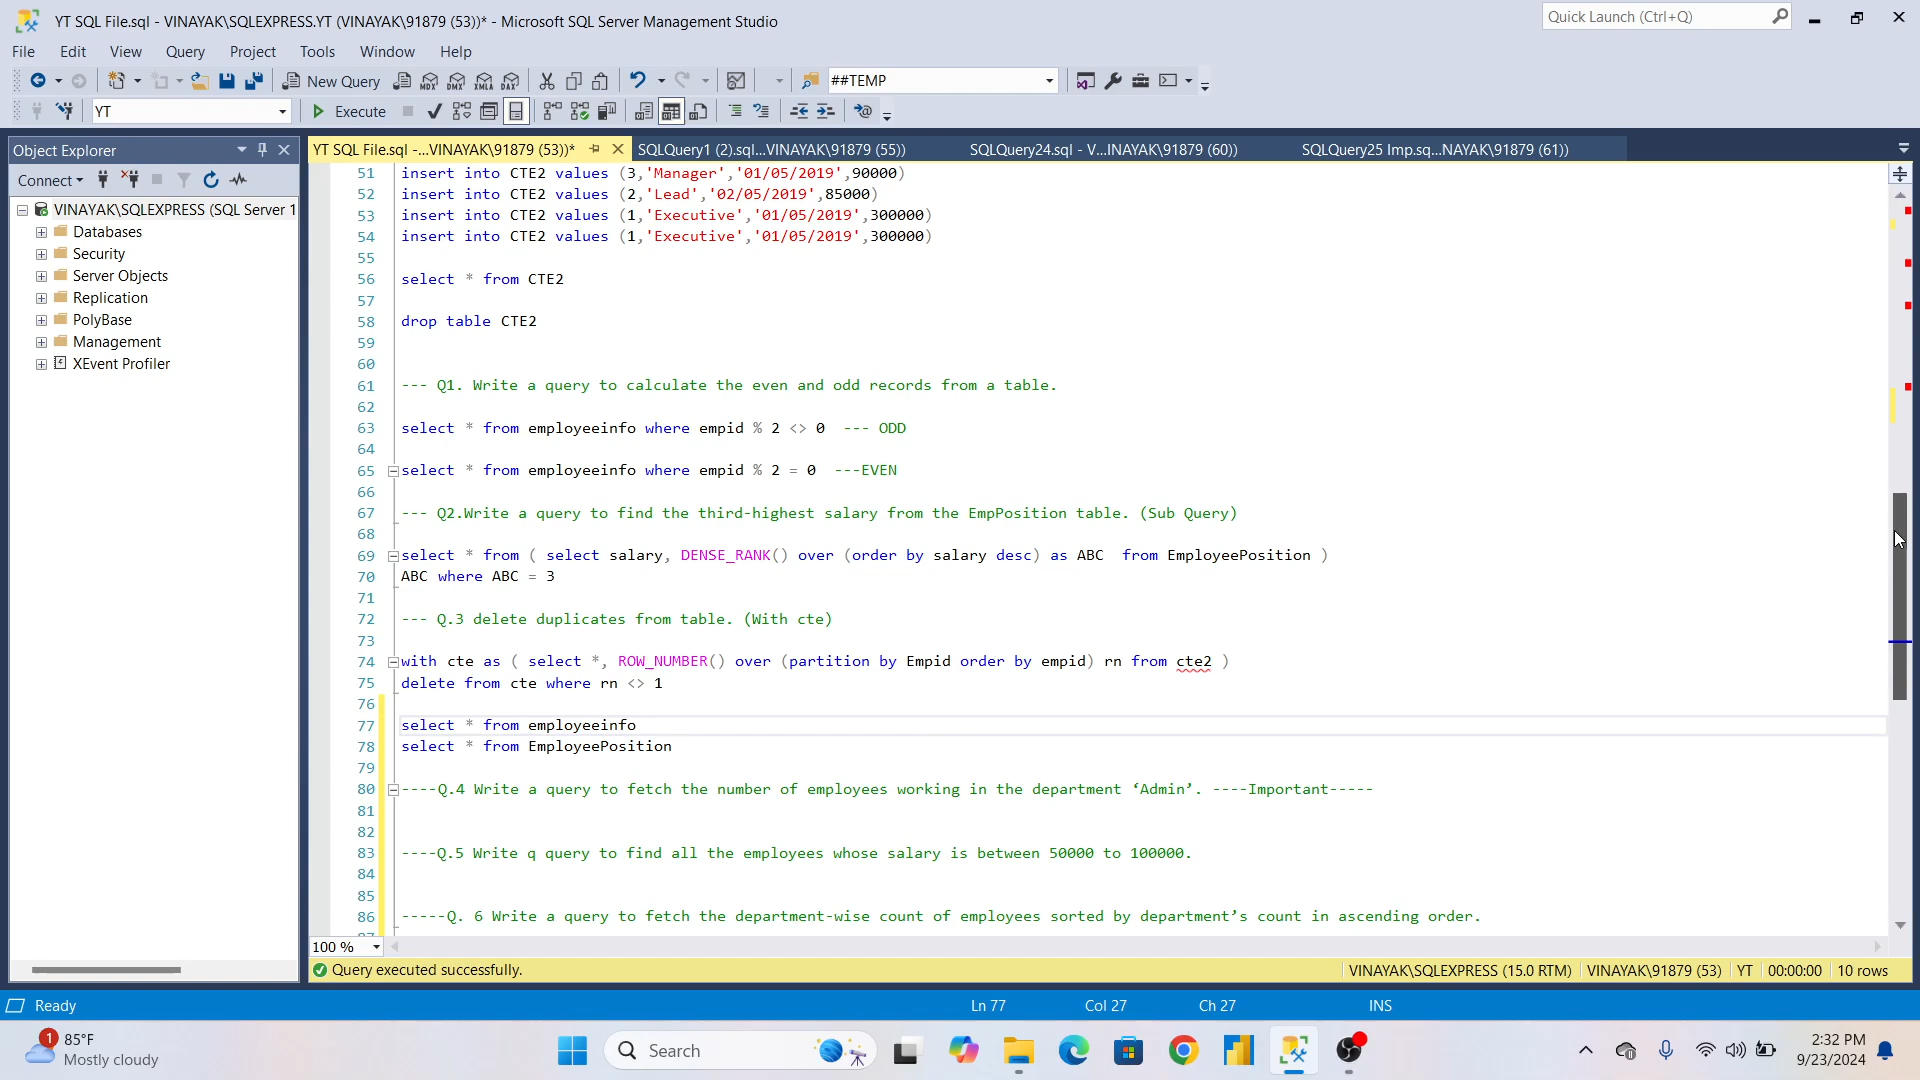 YT SQL File.sql - VINAYAK\SQLEXPRESS.YT (VINAYAK\91879 (53))* - Microsoft SQL Server Management Studio
Quick Launch (Ctrl+Q)
File Edit View Query Project Tools Window Help
New Query MDX DMX XMLA DAX ##TEMP
YT Execute
Object Explorer
YT SQL File.sql -...VINAYAK\91879 (53))* SQLQuery1 (2).sql...VINAYAK\91879 (55)) SQLQuery24.sql - V...INAYAK\91879 (60)) SQLQuery25 Imp.sq...NAYAK\91879 (61))
Connect
VINAYAK\SQLEXPRESS (SQL Server 1
Databases
Security
Server Objects
Replication
PolyBase
Management
XEvent Profiler
51 insert into CTE2 values (3,'Manager','01/05/2019',90000)
52 insert into CTE2 values (2,'Lead','02/05/2019',85000)
53 insert into CTE2 values (1,'Executive','01/05/2019',300000)
54 insert into CTE2 values (1,'Executive','01/05/2019',300000)
55
56 select * from CTE2
57
58 drop table CTE2
59
60
61 --- Q1. Write a query to calculate the even and odd records from a table.
62
63 select * from employeeinfo where empid % 2 <> 0 --- ODD
64
65 select * from employeeinfo where empid % 2 = 0 ---EVEN
66
67 --- Q2.Write a query to find the third-highest salary from the EmpPosition table. (Sub Query)
68
69 select * from ( select salary, DENSE_RANK() over (order by salary desc) as ABC from EmployeePosition )
70 ABC where ABC = 3
71
72 --- Q.3 delete duplicates from table. (With cte)
73
74 with cte as ( select *, ROW_NUMBER() over (partition by Empid order by empid) rn from cte2 )
75 delete from cte where rn <> 1
76
77 select * from employeeinfo
78 select * from EmployeePosition
79
80 ----Q.4 Write a query to fetch the number of employees working in the department ‘Admin’. ----Important-----
81
82
83 ----Q.5 Write q query to find all the employees whose salary is between 50000 to 100000.
84
85
86 -----Q. 6 Write a query to fetch the department-wise count of employees sorted by department’s count in ascending order.
100 %
Query executed successfully. VINAYAK\SQLEXPRESS (15.0 RTM) VINAYAK\91879 (53) YT 00:00:00 10 rows
Ready Ln 77 Col 27 Ch 27 INS
1 85°F
Mostly cloudy
Search
2:32 PM
9/23/2024